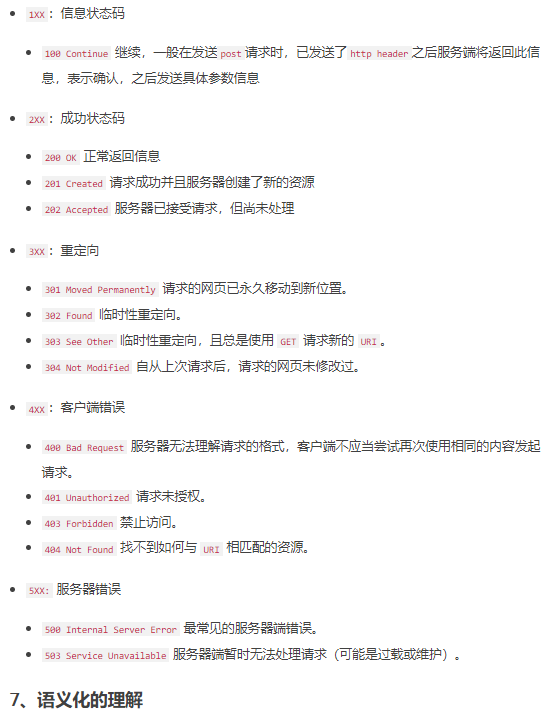 1XX：信息状态码
100 Continue 继续，一般在发送post请求时，已发送了http header之后服务端将返回此信
息，表示确认，之后发送具体参数信息
2XX：成功状态码
200 OK 正常返回信息
201 Created 请求成功并且服务器创建了新的资源
202 Accepted 服务器已接受请求，但尚未处理
3XX：重定向
301 Moved Permanently 请求的网页已永久移动到新位置。
302 Found 临时性重定向。
303 See Other 临时性重定向，且总是使用 GET 请求新的 URI。
304 Not Modified 自从上次请求后，请求的网页未修改过。
4XX：客户端错误
400 Bad Request 服务器无法理解请求的格式，客户端不应当尝试再次使用相同的内容发起
请求。
401 Unauthorized 请求未授权。
403 Forbidden 禁止访问。
404 Not Found 找不到如何与 URI 相匹配的资源。
5XX: 服务器错误
500 Internal Server Error 最常见的服务器端错误。
503 Service Unavailable 服务器端暂时无法处理请求（可能是过载或维护）。
7、语义化的理解